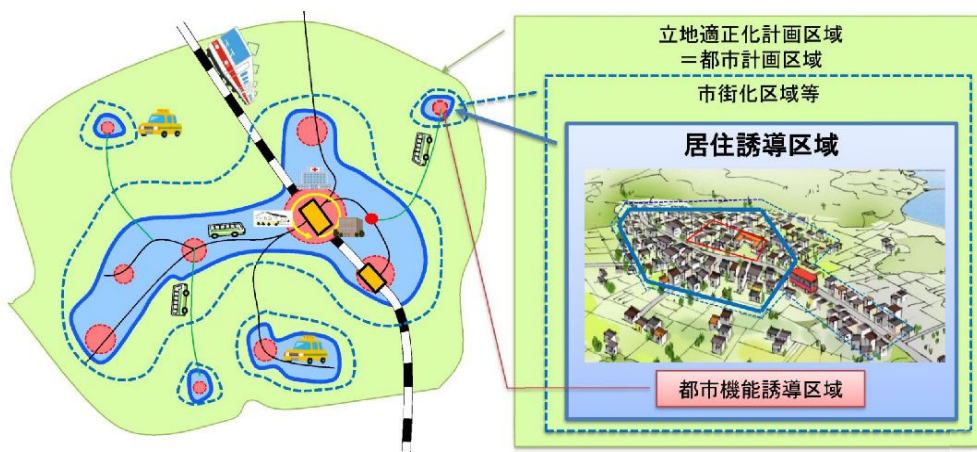 立地適正化計画区域
＝都市計画区域
市街化区域等
居住誘導区域
都市機能誘導区域